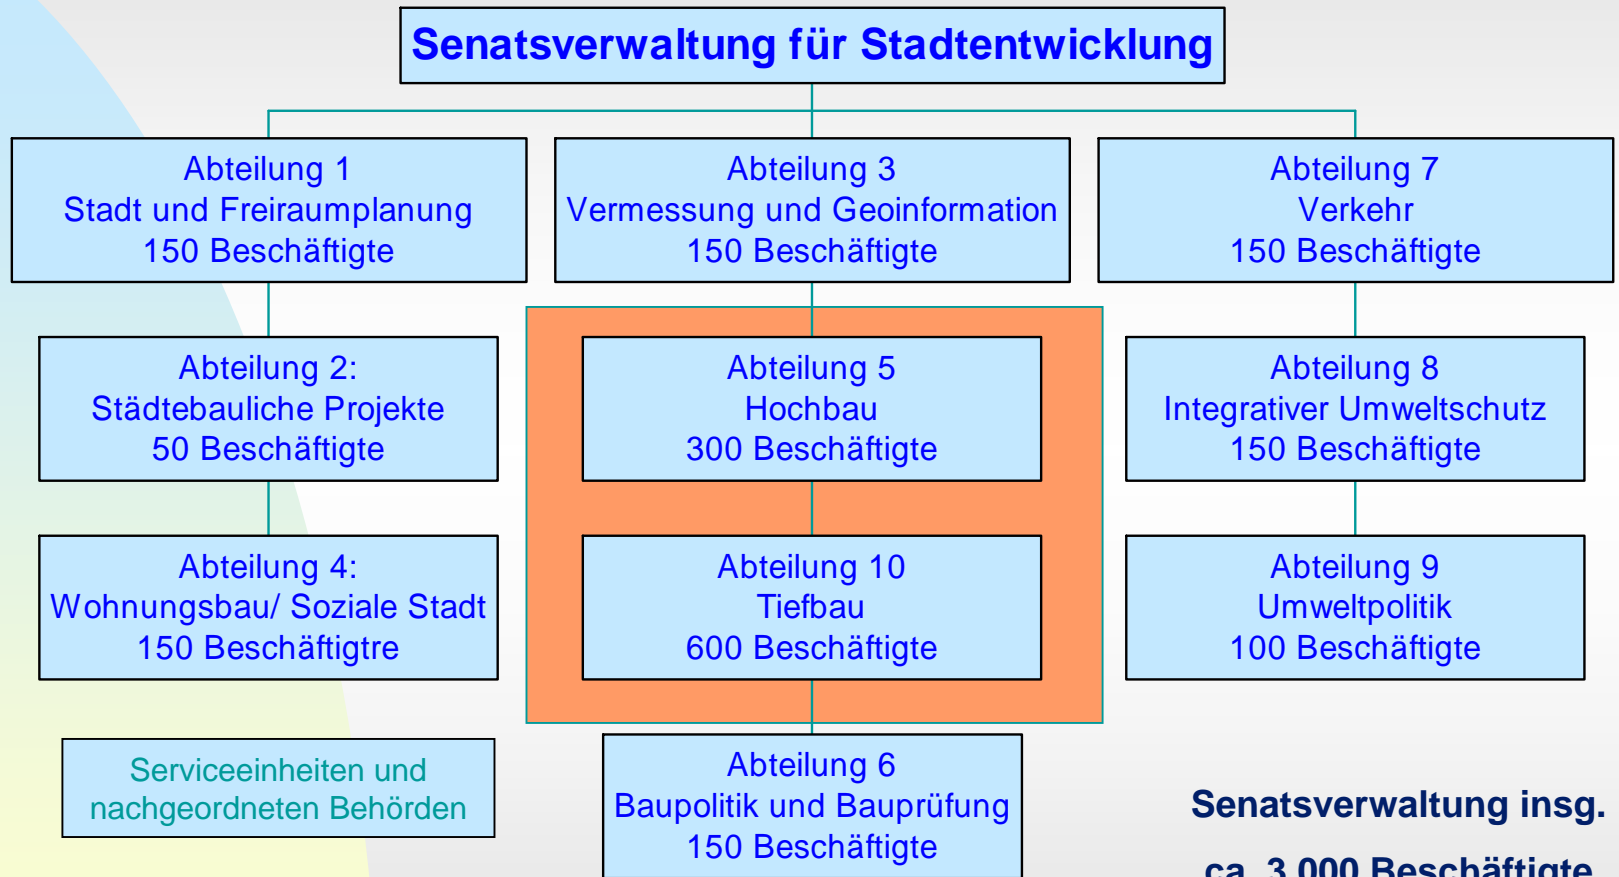 Senatsverwaltung für Stadtentwicklung
Abteilung 1
Stadt und Freiraumplanung
150 Beschäftigte
Abteilung 3
Vermessung und Geoinformation
150 Beschäftigte
Abteilung 7
Verkehr
150 Beschäftigte
Abteilung 2:
Städtebauliche Projekte
50 Beschäftigte
Abteilung 5
Hochbau
300 Beschäftigte
Abteilung 8
Integrativer Umweltschutz
150 Beschäftigte
Abteilung 4:
Wohnungsbau/ Soziale Stadt
150 Beschäftigtre
Abteilung 10
Tiefbau
600 Beschäftigte
Abteilung 9
Umweltpolitik
100 Beschäftigte
Serviceeinheiten und
nachgeordneten Behörden
Abteilung 6
Baupolitik und Bauprüfung
150 Beschäftigte
Senatsverwaltung insg.
ca. 3.000 Beschäftigte